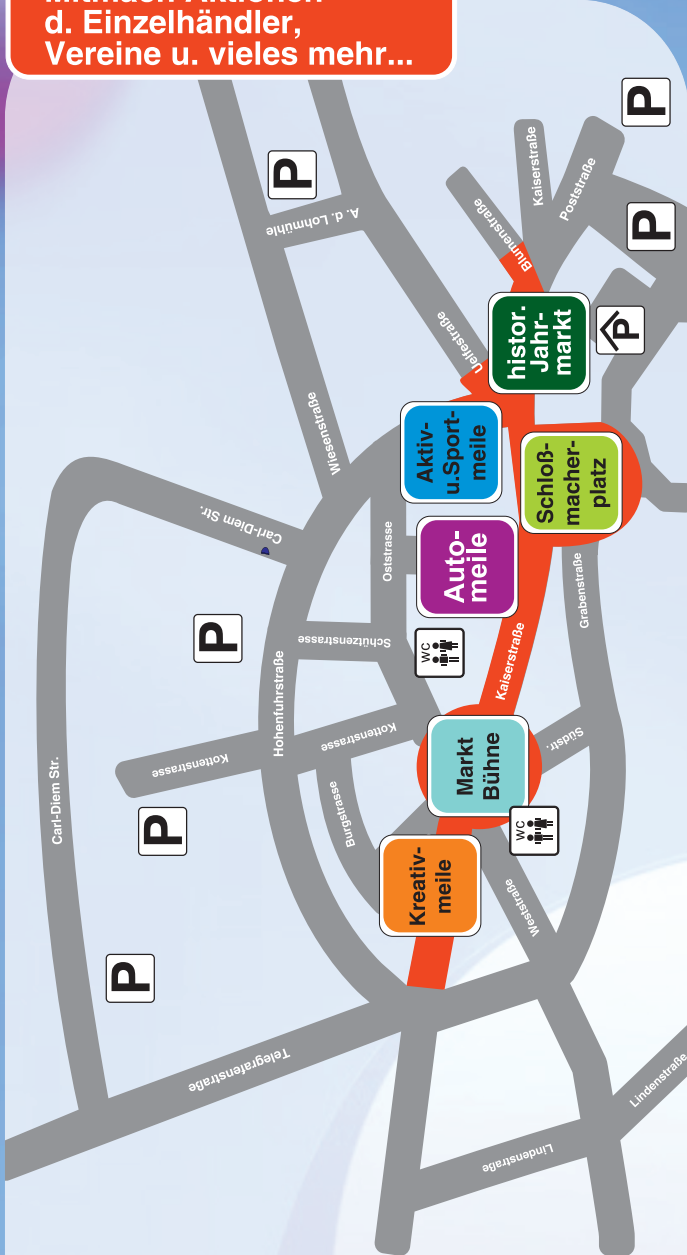 d. Einzelhändler,
Vereine u. vieles mehr...
P
P
Kaiserstraße
Poststraße
A. d. Lohmühle
Blumenstraße
P
histor.
Jahr-
markt
P
Uelfestraße
Wiesenstraße
Aktiv-
u.Sport-
meile
Schloß-
macher-
platz
Carl-Diem Str.
Oststrasse
Auto-
meile
Grabenstraße
P
Schützenstrasse
WC
Kaiserstraße
Hohenfuhrstraße
Kottenstrasse
Kottenstrasse
Südstr.
Markt
Bühne
Carl-Diem Str.
P
Burgstrasse
WC
Kreativ-
meile
Weststraße
P
Telegrafenstraße
Lindenstraße
Lindenstraße